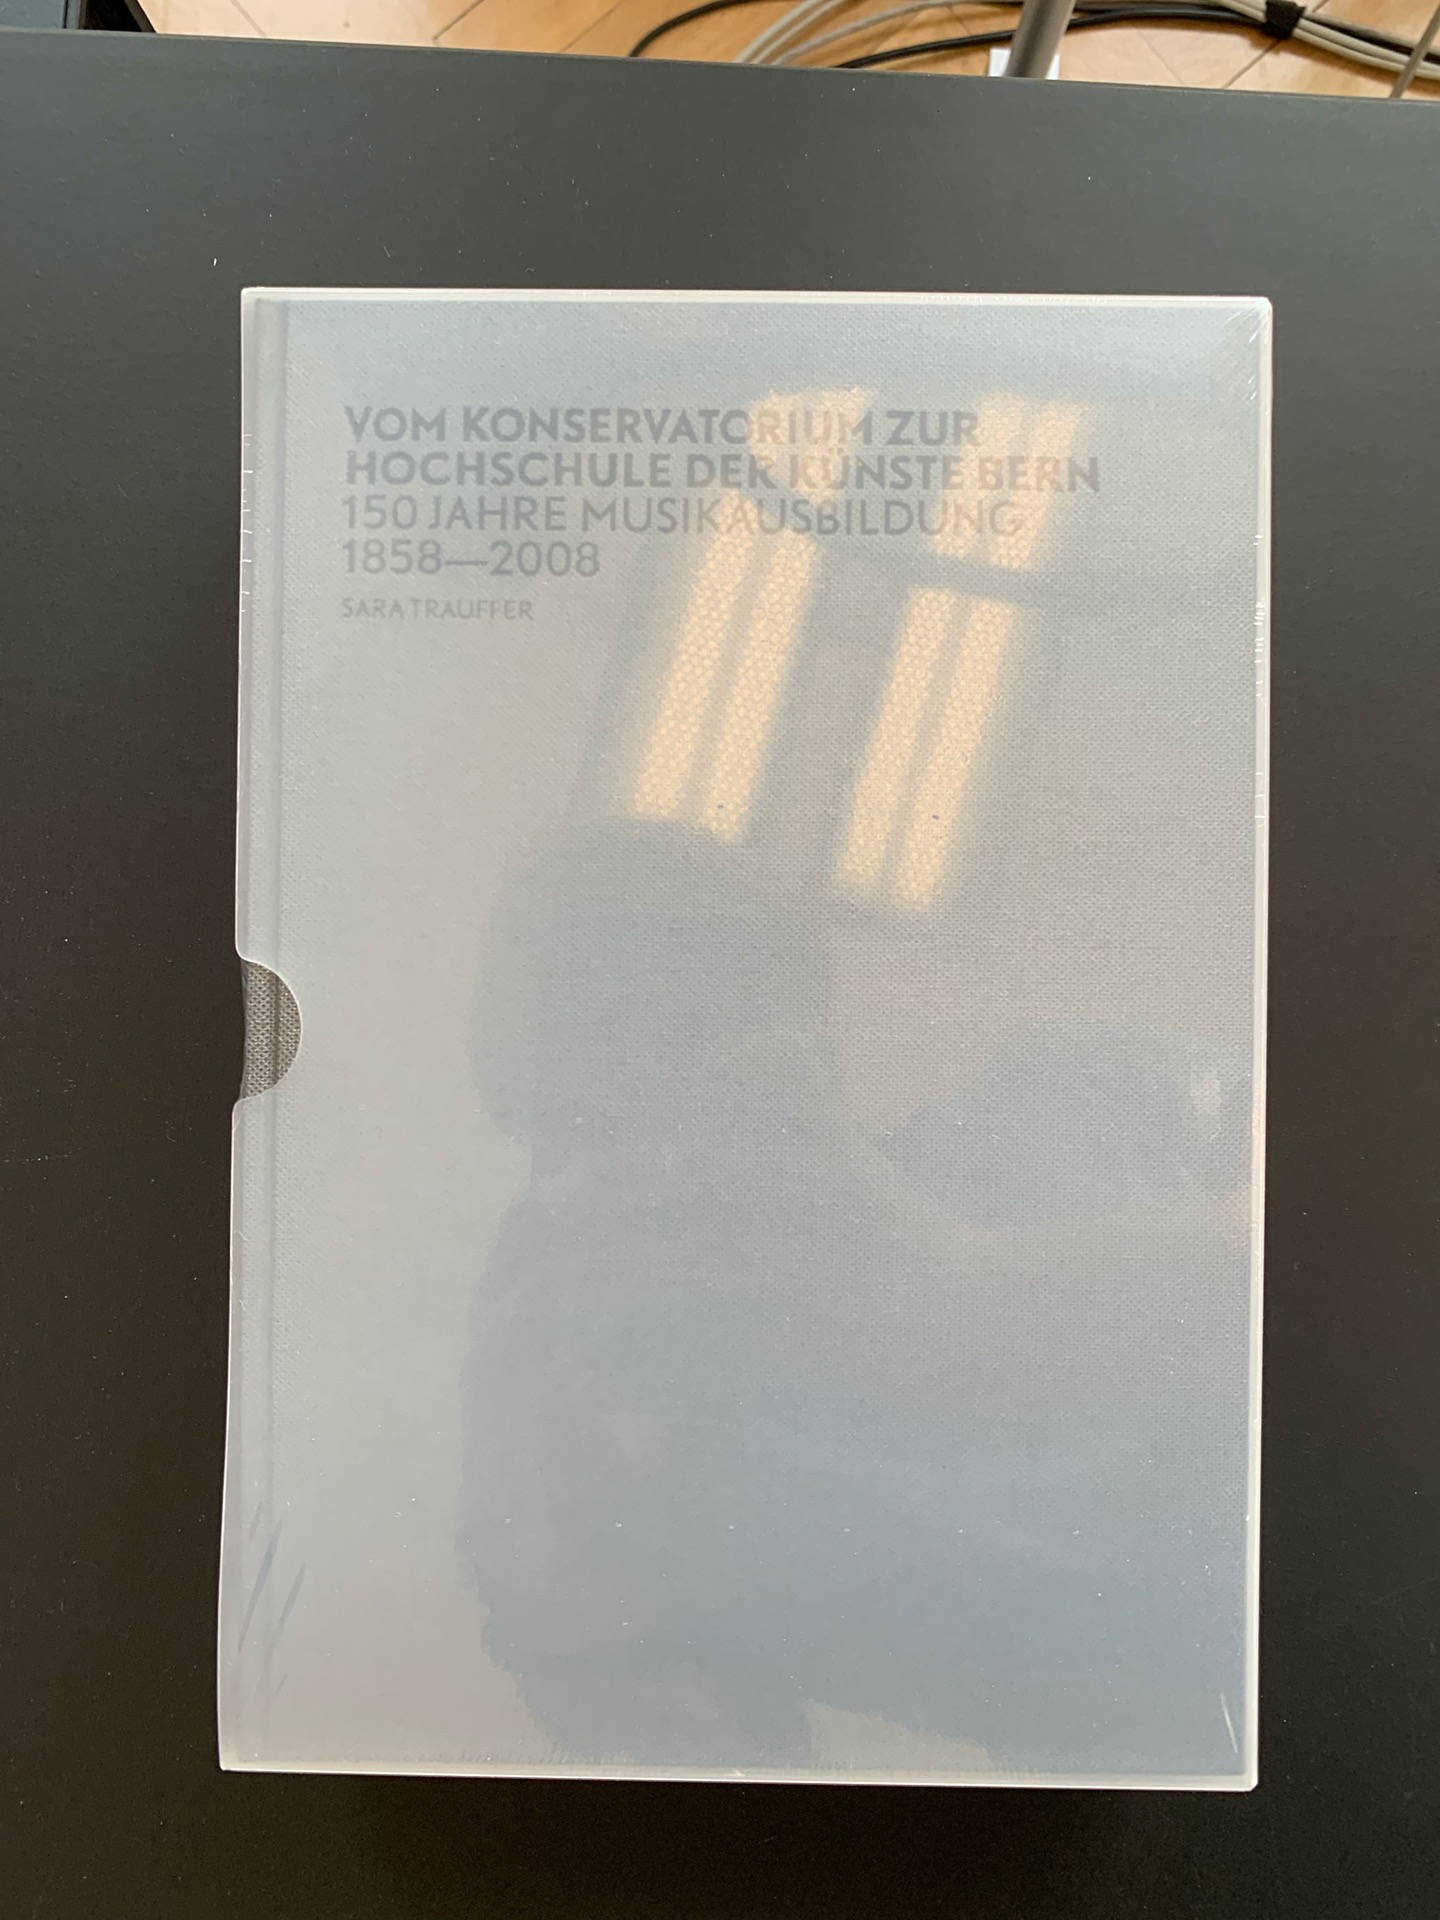 VOM KONSERVATORIUM ZUR
HOCHSCHULE DER KÜNSTE BERN
150 JAHRE MUSIKAUSBILDUNG
1858—2008
SARA TRAUFFER